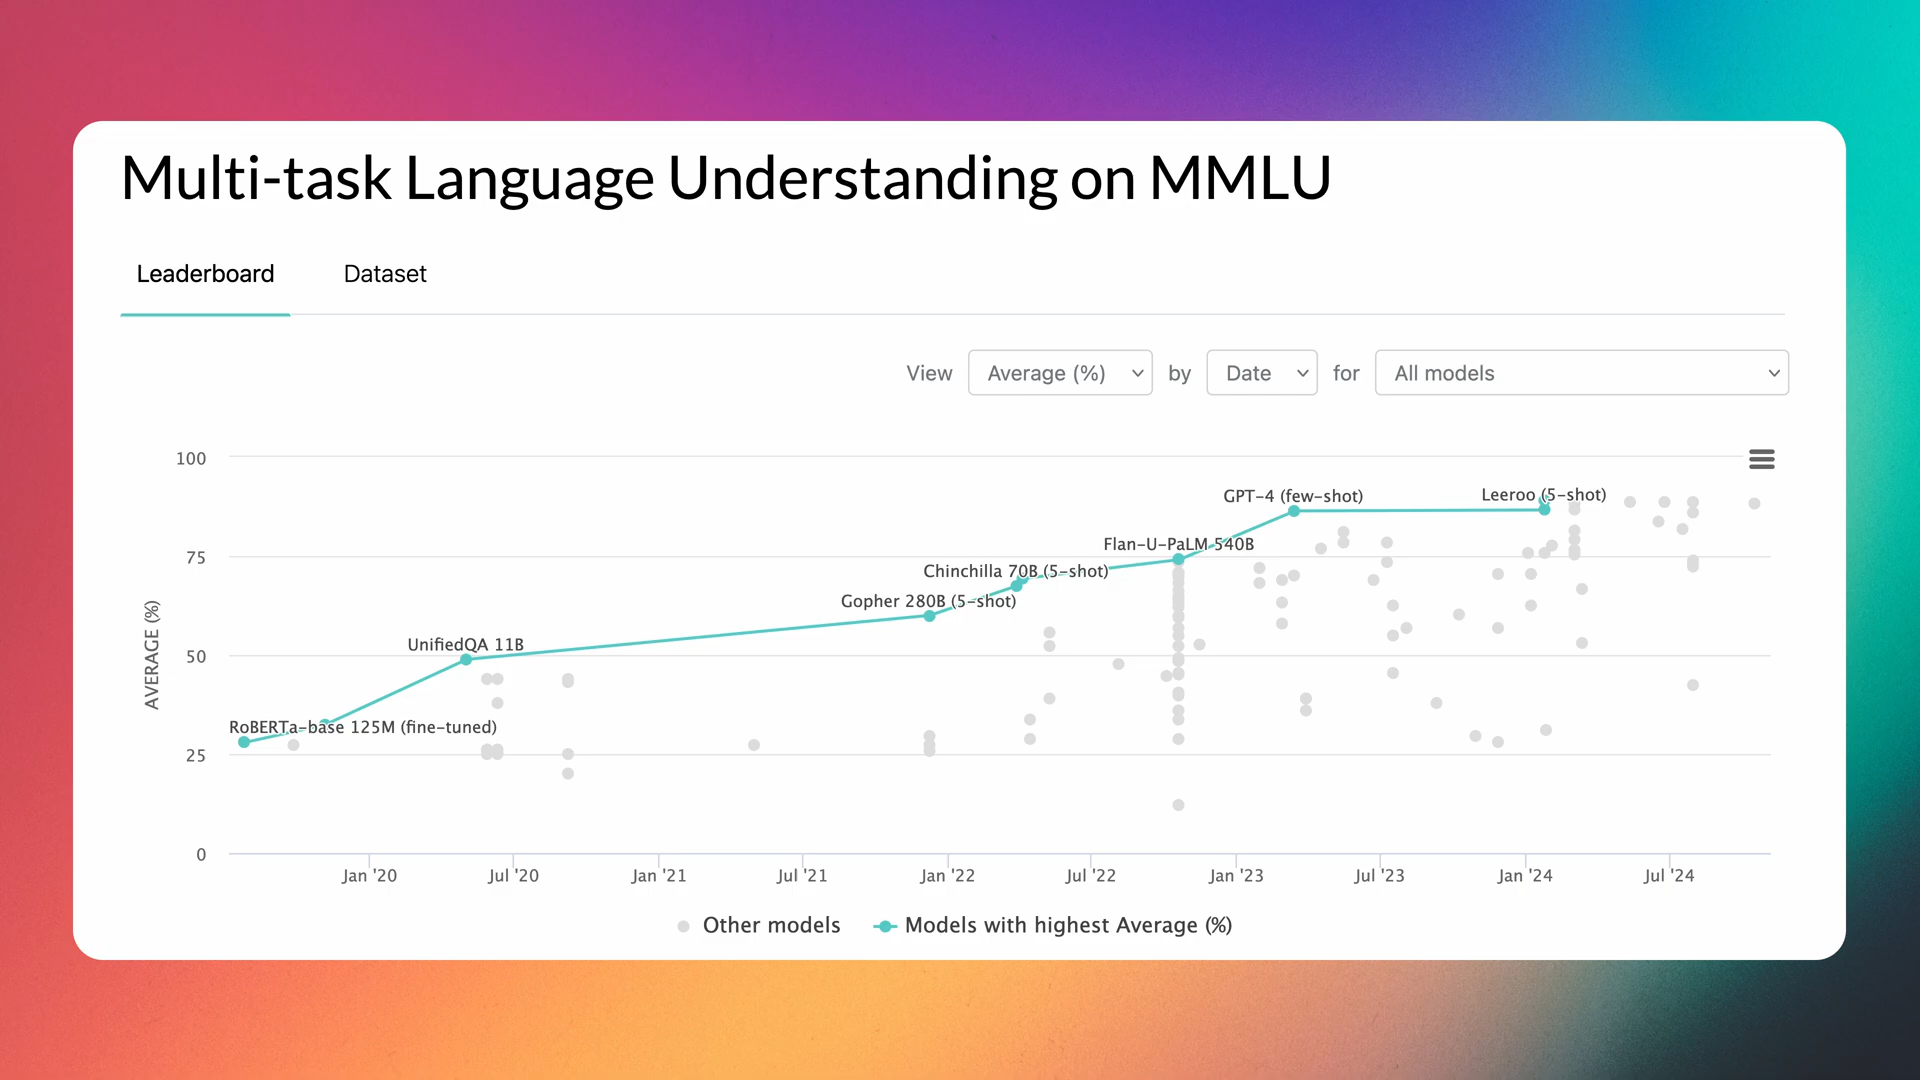 Multi-task Language Understanding on MMLU
Leaderboard Dataset
View Average (%) by Date for All models
100
75
50
25
0
AVERAGE (%)
RoBERTa-base 125M (fine-tuned)
UnifiedQA 11B
Gopher 280B (5-shot)
Chinchilla 70B (5-shot)
Flan-U-PaLM 540B
GPT-4 (few-shot)
Leeroo (5-shot)
Jan '20 Jul '20 Jan '21 Jul '21 Jan '22 Jul '22 Jan '23 Jul '23 Jan '24 Jul '24
Other models Models with highest Average (%)